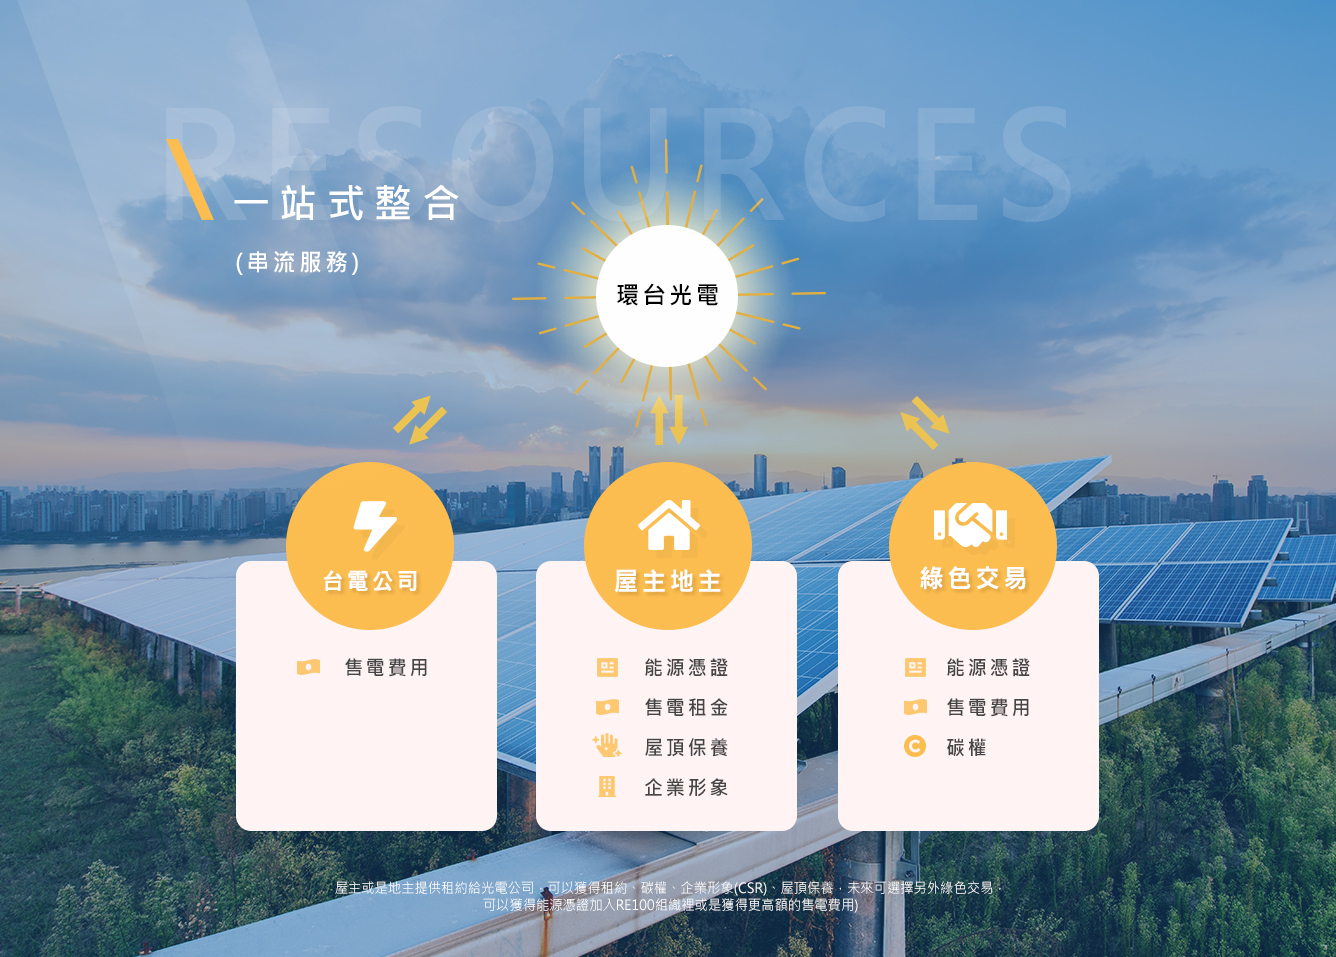 RESOURCES
一站式整合
(串流服務)
環台光電
台電公司
售電費用
屋主地主
能源憑證
售電租金
屋頂保養
企業形象
綠色交易
能源憑證
售電費用
碳權
屋主或是地主提供租約給光電公司，可以獲得租約、碳權、企業形象(CSR)、屋頂保養，未來可選擇另外綠色交易，
可以獲得能源憑證加入RE100組織裡或是獲得更高額的售電費用)